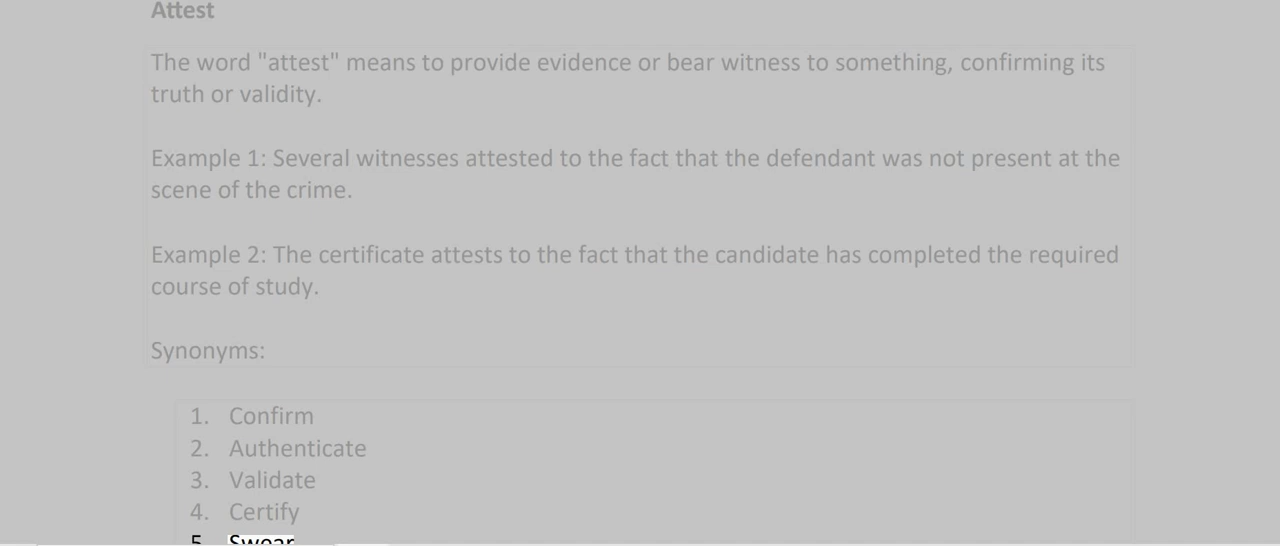 Attest
The word "attest" means to provide evidence or bear witness to something, confirming its
truth or validity.
Example 1: Several witnesses attested to the fact that the defendant was not present at the
scene of the crime.
Example 2: The certificate attests to the fact that the candidate has completed the required
course of study.
Synonyms:
1. Confirm
2. Authenticate
3. Validate
4. Certify
5. Swear